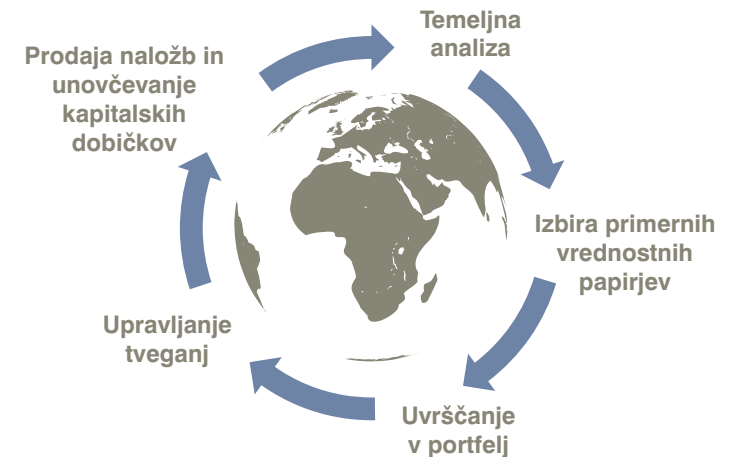 Temeljna
analiza
Izbira primernih
vrednostnih
papirjev
Uvrščanje
v portfelj
Upravljanje
tveganj
Prodaja naložb in
unovčevanje
kapitalskih
dobičkov